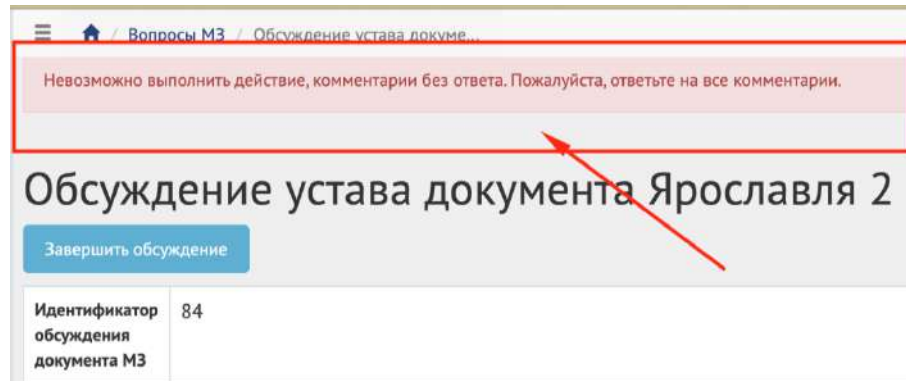 / Вопросы МЗ / Обсуждение устава докуме...
Невозможно выполнить действие, комментарии без ответа. Пожалуйста, ответьте на все комментарии.
Обсуждение устава документа Ярославля 2
Завершить обсуждение
Идентификатор 84
обсуждения
документа МЗ